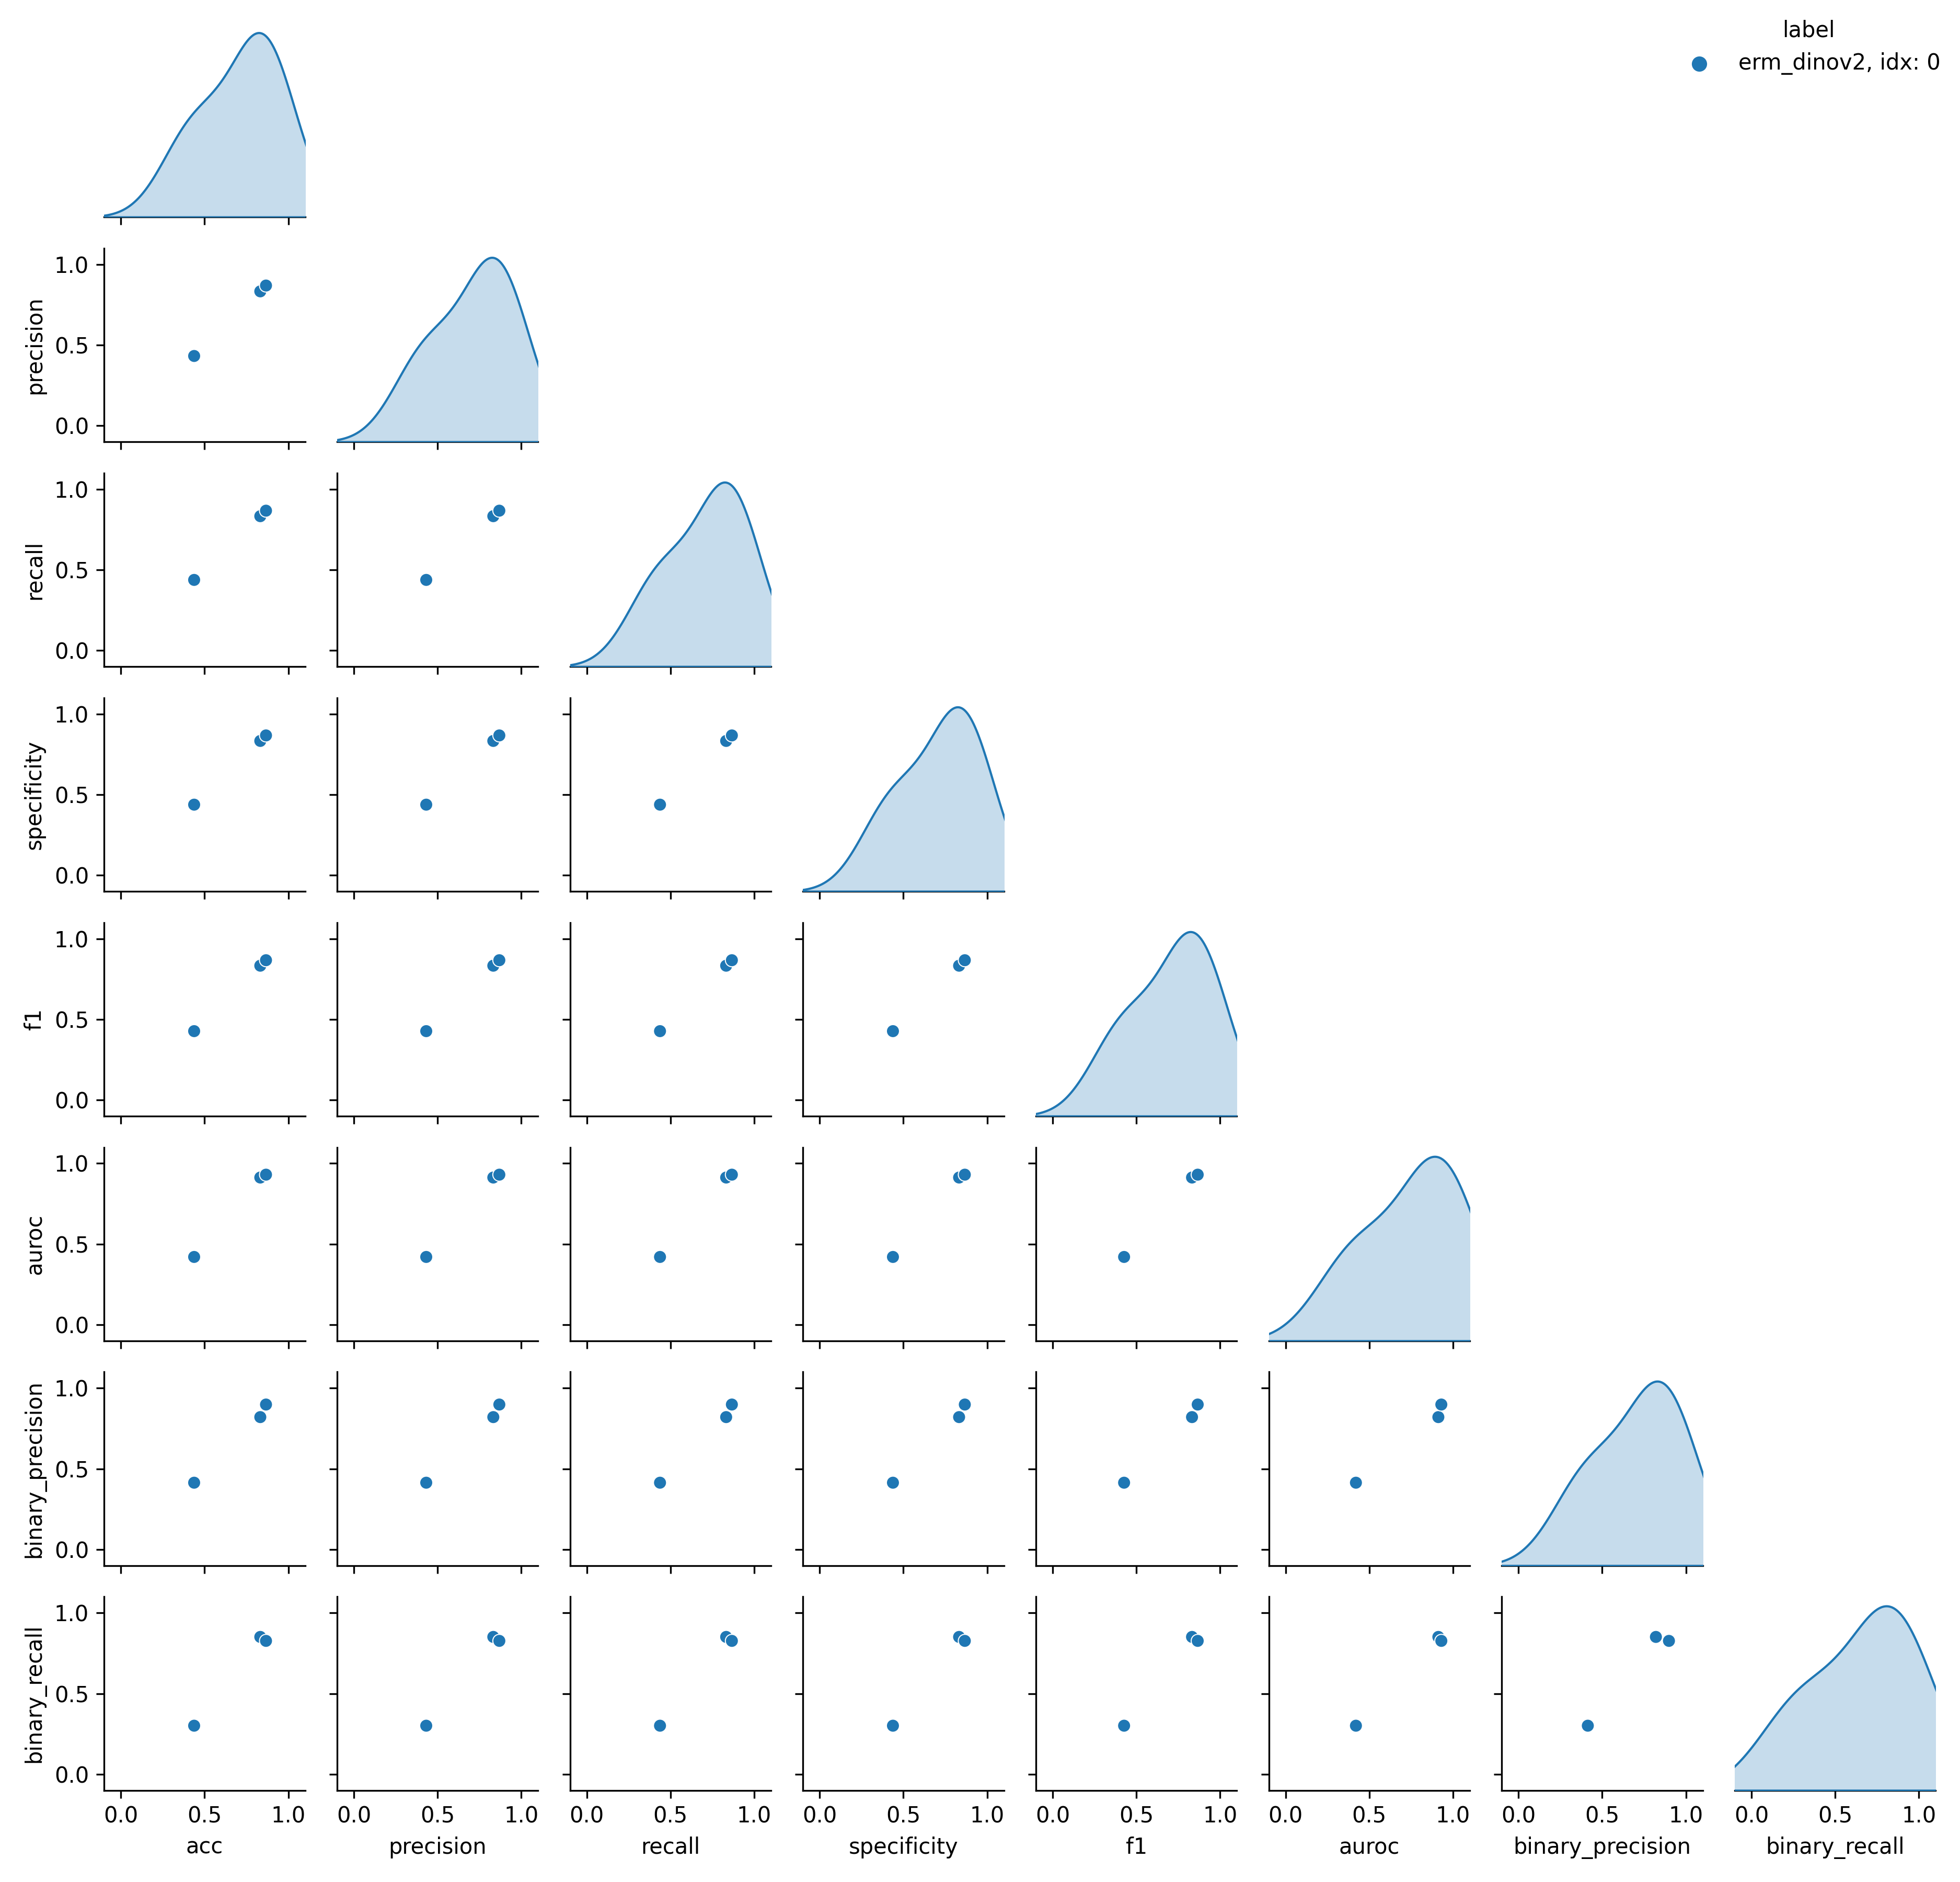 label
erm_dinov2, idx: 0
precision
1.0
0.5
0.0
recall
1.0
0.5
0.0
specificity
1.0
0.5
0.0
f1
1.0
0.5
0.0
auroc
1.0
0.5
0.0
binary_precision
1.0
0.5
0.0
binary_recall
1.0
0.5
0.0
0.0 0.5 1.0 0.0 0.5 1.0 0.0 0.5 1.0 0.0 0.5 1.0 0.0 0.5 1.0 0.0 0.5 1.0 0.0 0.5 1.0 0.0 0.5 1.0
acc precision recall specificity f1 auroc binary_precision binary_recall